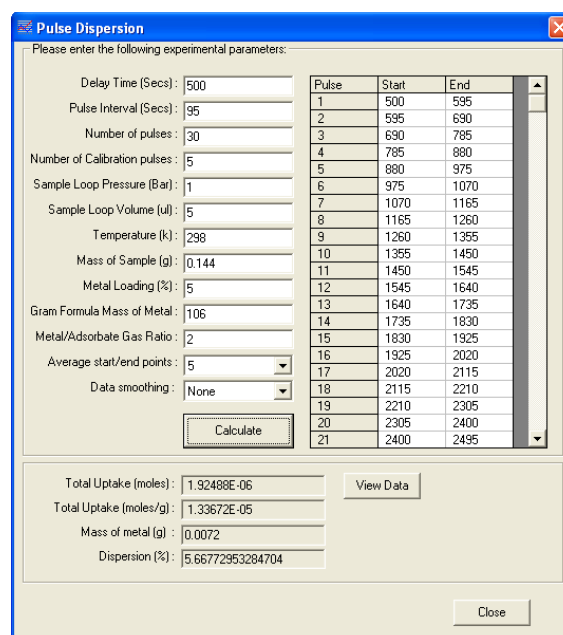 Pulse Dispersion
Please enter the following experimental parameters:
Delay Time (Secs) : 500
Pulse Interval (Secs) : 95
Number of pulses : 30
Number of Calibration pulses : 5
Sample Loop Pressure (Bar) : 1
Sample Loop Volume (ul) : 5
Temperature (k) : 298
Mass of Sample (g) : 0.144
Metal Loading (%) : 5
Gram Formula Mass of Metal : 106
Metal/Adsorbate Gas Ratio : 2
Average start/end points : 5
Data smoothing : None
Calculate
Pulse Start End
1 500 595
2 595 690
3 690 785
4 785 880
5 880 975
6 975 1070
7 1070 1165
8 1165 1260
9 1260 1355
10 1355 1450
11 1450 1545
12 1545 1640
13 1640 1735
14 1735 1830
15 1830 1925
16 1925 2020
17 2020 2115
18 2115 2210
19 2210 2305
20 2305 2400
21 2400 2495
Total Uptake (moles) : 1.92488E-06
View Data
Total Uptake (moles/g) : 1.33672E-05
Mass of metal (g) : 0.0072
Dispersion (%) : 5.66772953284704
Close